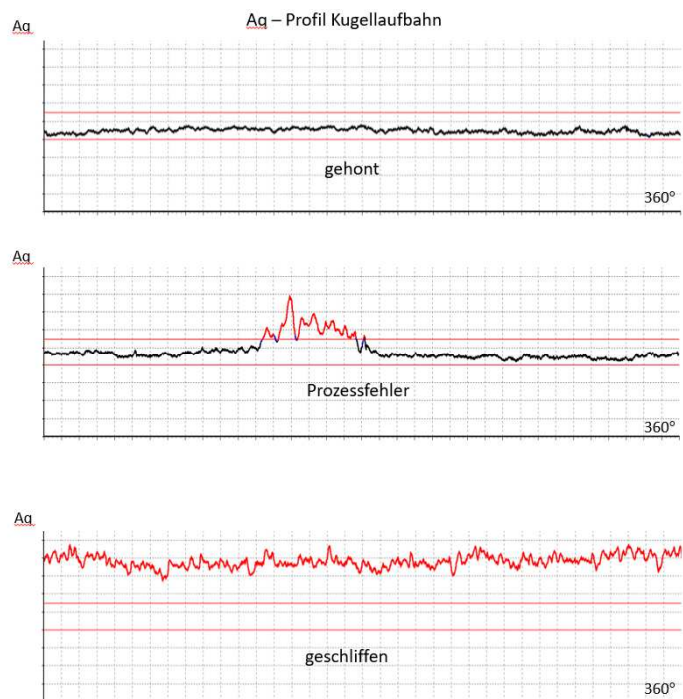 Aq – Profil Kugellaufbahn
Aq
gehont
360°
Aq
Prozessfehler
360°
Aq
geschliffen
360°